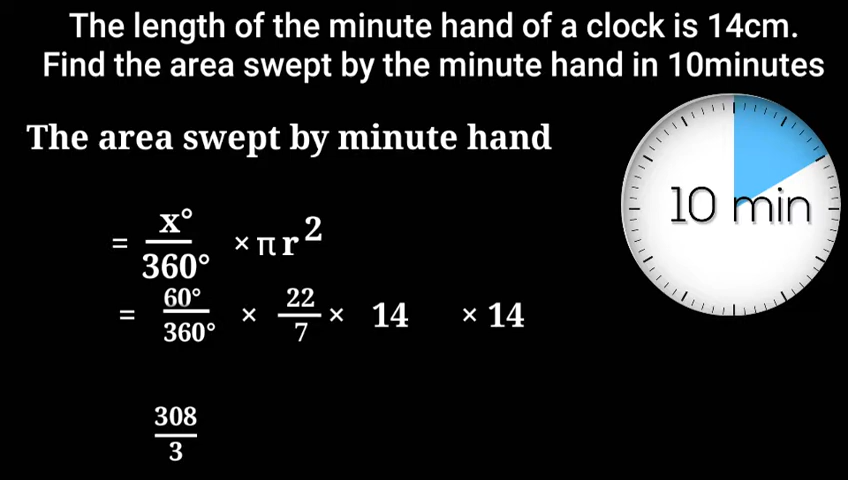 The length of the minute hand of a clock is 14cm.
Find the area swept by the minute hand in 10minutes
The area swept by minute hand
= x°/360° × π r²
= 60°/360° × 22/7 × 14 × 14
308/3
10 min